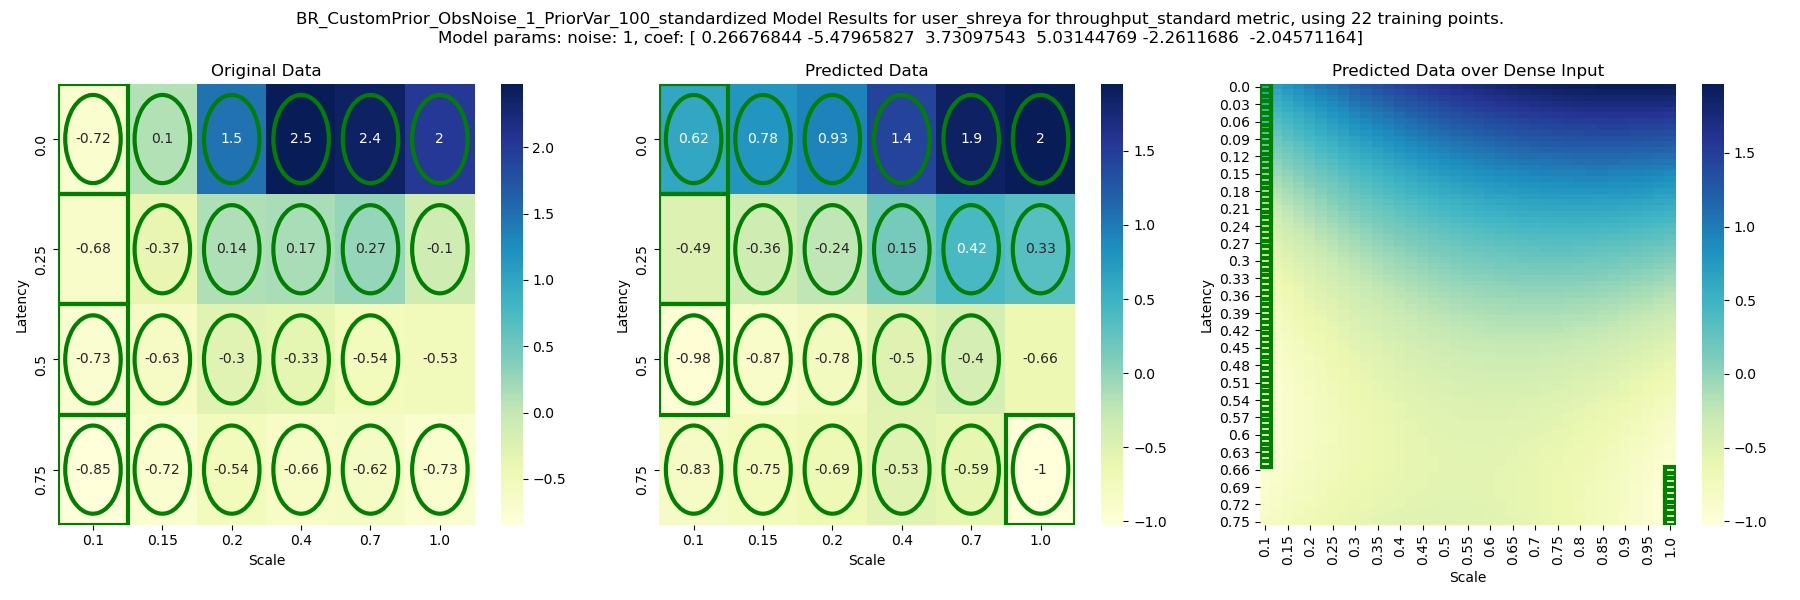 BR_CustomPrior_ObsNoise_1_PriorVar_100_standardized Model Results for user_shreya for throughput_standard metric, using 22 training points.
Model params: noise: 1, coef: [ 0.26676844 -5.47965827  3.73097543  5.03144769 -2.2611686  -2.04571164]
Original Data
-0.72 0.1 1.5 2.5 2.4 2
-0.68 -0.37 0.14 0.17 0.27 -0.1
-0.73 -0.63 -0.3 -0.33 -0.54 -0.53
-0.85 -0.72 -0.54 -0.66 -0.62 -0.73
0.0
0.25
0.5
0.75
Latency
0.1 0.15 0.2 0.4 0.7 1.0
Scale
2.0
1.5
1.0
0.5
0.0
−0.5
Predicted Data
0.62 0.78 0.93 1.4 1.9 2
-0.49 -0.36 -0.24 0.15 0.42 0.33
-0.98 -0.87 -0.78 -0.5 -0.4 -0.66
-0.83 -0.75 -0.69 -0.53 -0.59 -1
0.0
0.25
0.5
0.75
Latency
0.1 0.15 0.2 0.4 0.7 1.0
Scale
1.5
1.0
0.5
0.0
−0.5
−1.0
Predicted Data over Dense Input
0.0
0.03
0.06
0.09
0.12
0.15
0.18
0.21
0.24
0.27
0.3
0.33
0.36
0.39
0.42
0.45
0.48
0.51
0.54
0.57
0.6
0.63
0.66
0.69
0.72
0.75
Latency
0.1 0.15 0.2 0.25 0.3 0.35 0.4 0.45 0.5 0.55 0.6 0.65 0.7 0.75 0.8 0.85 0.9 0.95 1.0
Scale
1.5
1.0
0.5
0.0
−0.5
−1.0